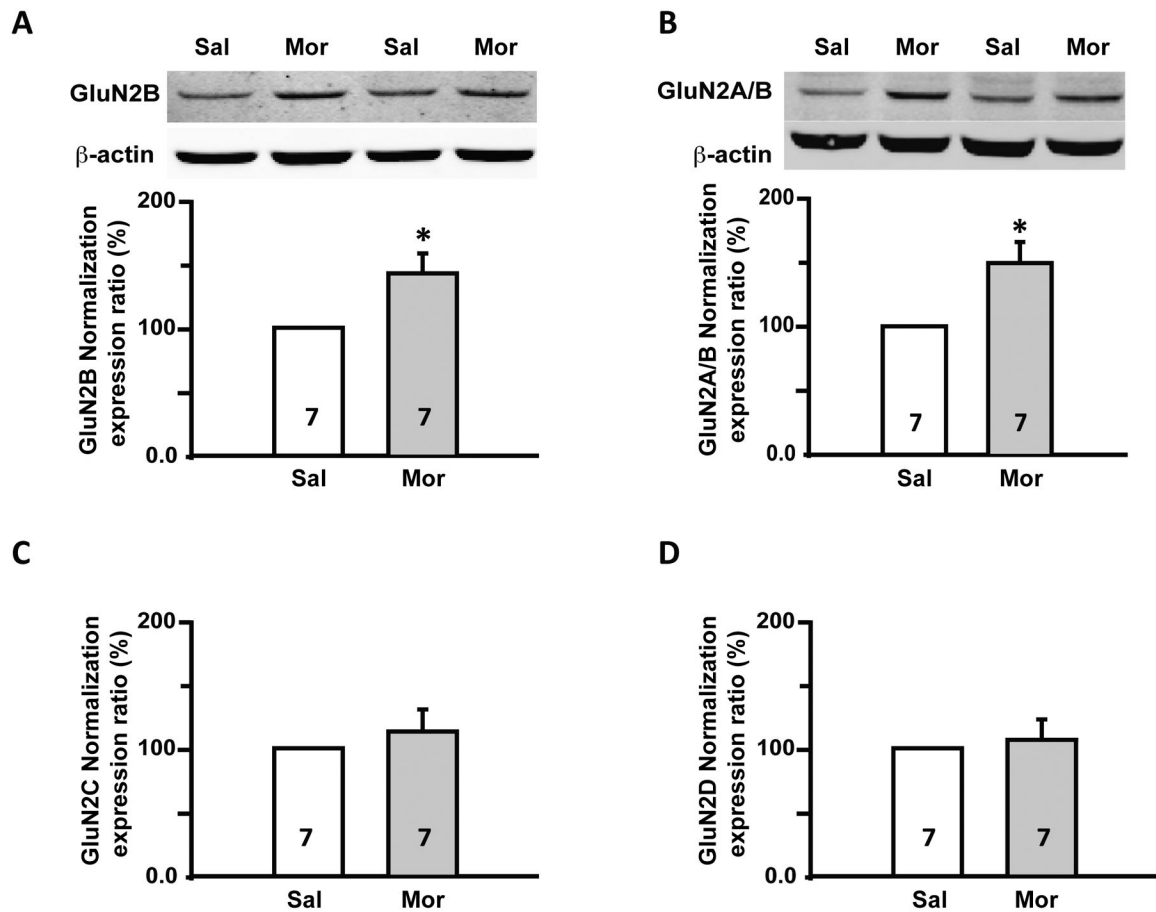 A
Sal Mor Sal Mor
GluN2B
β-actin
GluN2B Normalization
expression ratio (%)
200
100
0.0
*
7 7
Sal Mor
B
Sal Mor Sal Mor
GluN2A/B
β-actin
GluN2A/B Normalization
expression ratio (%)
200
100
0.0
*
7 7
Sal Mor
C
GluN2C Normalization
expression ratio (%)
200
100
0.0
7 7
Sal Mor
D
GluN2D Normalization
expression ratio (%)
200
100
0.0
7 7
Sal Mor